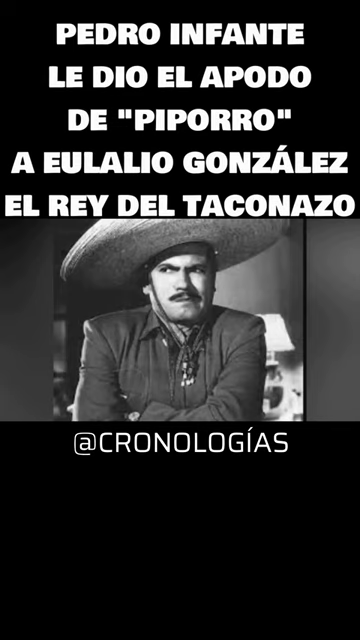 PEDRO INFANTE
LE DIO EL APODO
DE "PIPORRO"
A EULALIO GONZÁLEZ
EL REY DEL TACONAZO
@CRONOLOGÍAS